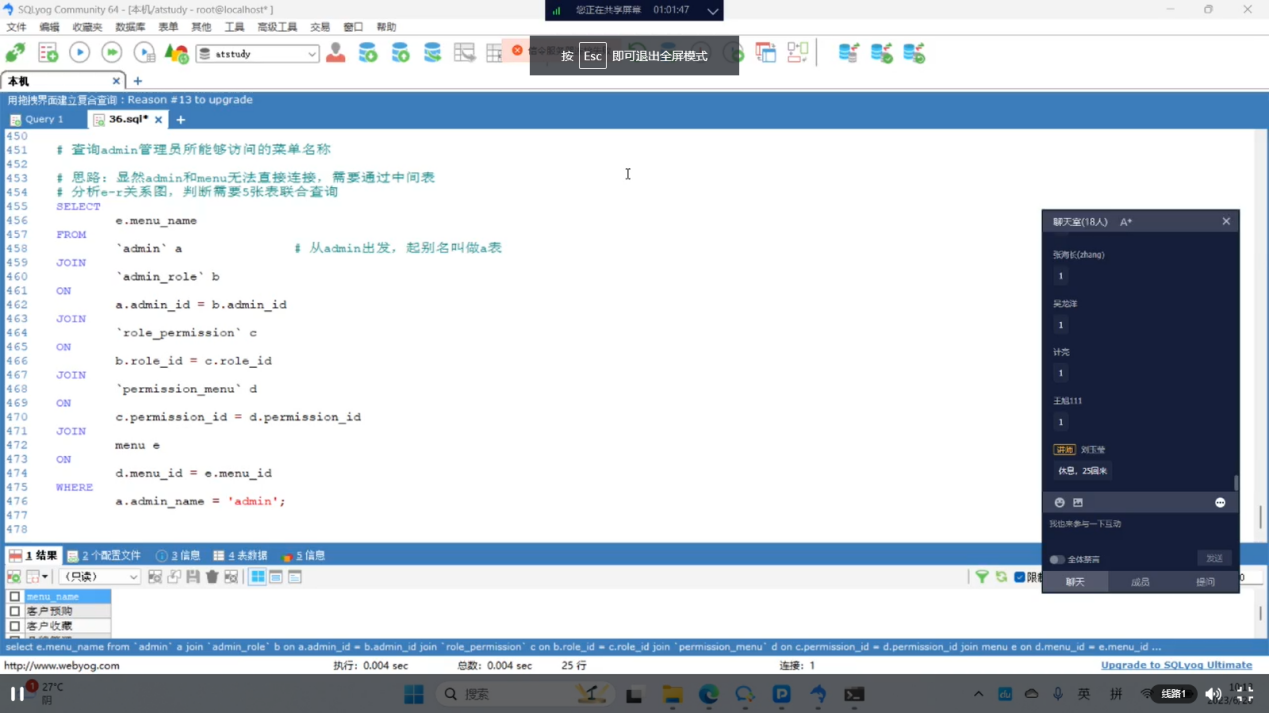 SQLyog Community 64 - [本机/atstudy - root@localhost* ]
您正在共享屏幕 01:01:47
文件 编辑 收藏夹 数据库 表单 其他 工具 高级工具 交易 窗口 帮助
atstudy
按 Esc 即可退出全屏模式
本机
用拖拽界面建立复合查询 : Reason #13 to upgrade
Query 1
36.sql*
450
451 # 查询admin管理员所能够访问的菜单名称
452
453 # 思路: 显然admin和menu无法直接连接, 需要通过中间表
454 # 分析e-r关系图, 判断需要5张表联合查询
455 SELECT
456 e.menu_name
457 FROM
458 `admin` a # 从admin出发, 起别名叫做a表
459 JOIN
460 `admin_role` b
461 ON
462 a.admin_id = b.admin_id
463 JOIN
464 `role_permission` c
465 ON
466 b.role_id = c.role_id
467 JOIN
468 `permission_menu` d
469 ON
470 c.permission_id = d.permission_id
471 JOIN
472 menu e
473 ON
474 d.menu_id = e.menu_id
475 WHERE
476 a.admin_name = 'admin';
477
478
聊天室(18人) A*
张海长(zhang)
1
吴龙洋
1
计亮
1
王旭111
1
讲师 刘玉莹
休息, 25回来
我也来参与一下互动
全体禁言
发送
聊天 成员 提问
1 结果 2 个配置文件 3 信息 4 表数据 5 信息
(只读)
menu_name
客户预购
客户收藏
select e.menu_name from `admin` a join `admin_role` b on a.admin_id = b.admin_id join `role_permission` c on b.role_id = c.role_id join `permission_menu` d on c.permission_id = d.permission_id join menu e on d.menu_id = e.menu_id ...
http://www.webyog.com 执行: 0.004 sec 总数: 0.004 sec 25 行 连接: 1 Upgrade to SQLyog Ultimate
1
27°C
阴
搜索
英 拼
线路1